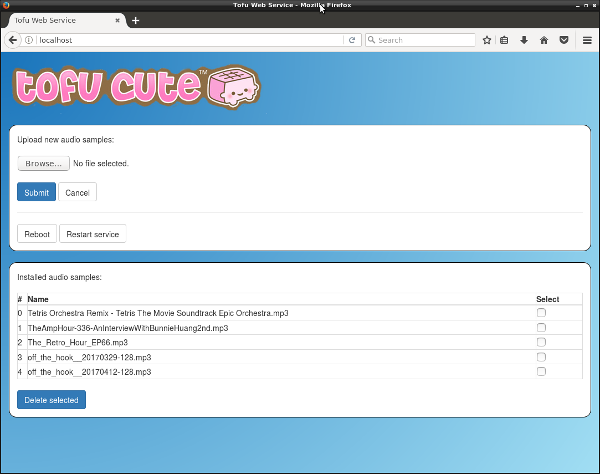 Tofu Web Service - Mozilla Firefox
Tofu Web Service
localhost
Search
tofu cute™
Upload new audio samples:
Browse... No file selected.
Submit Cancel
Reboot Restart service
Installed audio samples:
# Name Select
0 Tetris Orchestra Remix - Tetris The Movie Soundtrack Epic Orchestra.mp3
1 TheAmpHour-336-AnInterviewWithBunnieHuang2nd.mp3
2 The_Retro_Hour_EP66.mp3
3 off_the_hook__20170329-128.mp3
4 off_the_hook__20170412-128.mp3
Delete selected